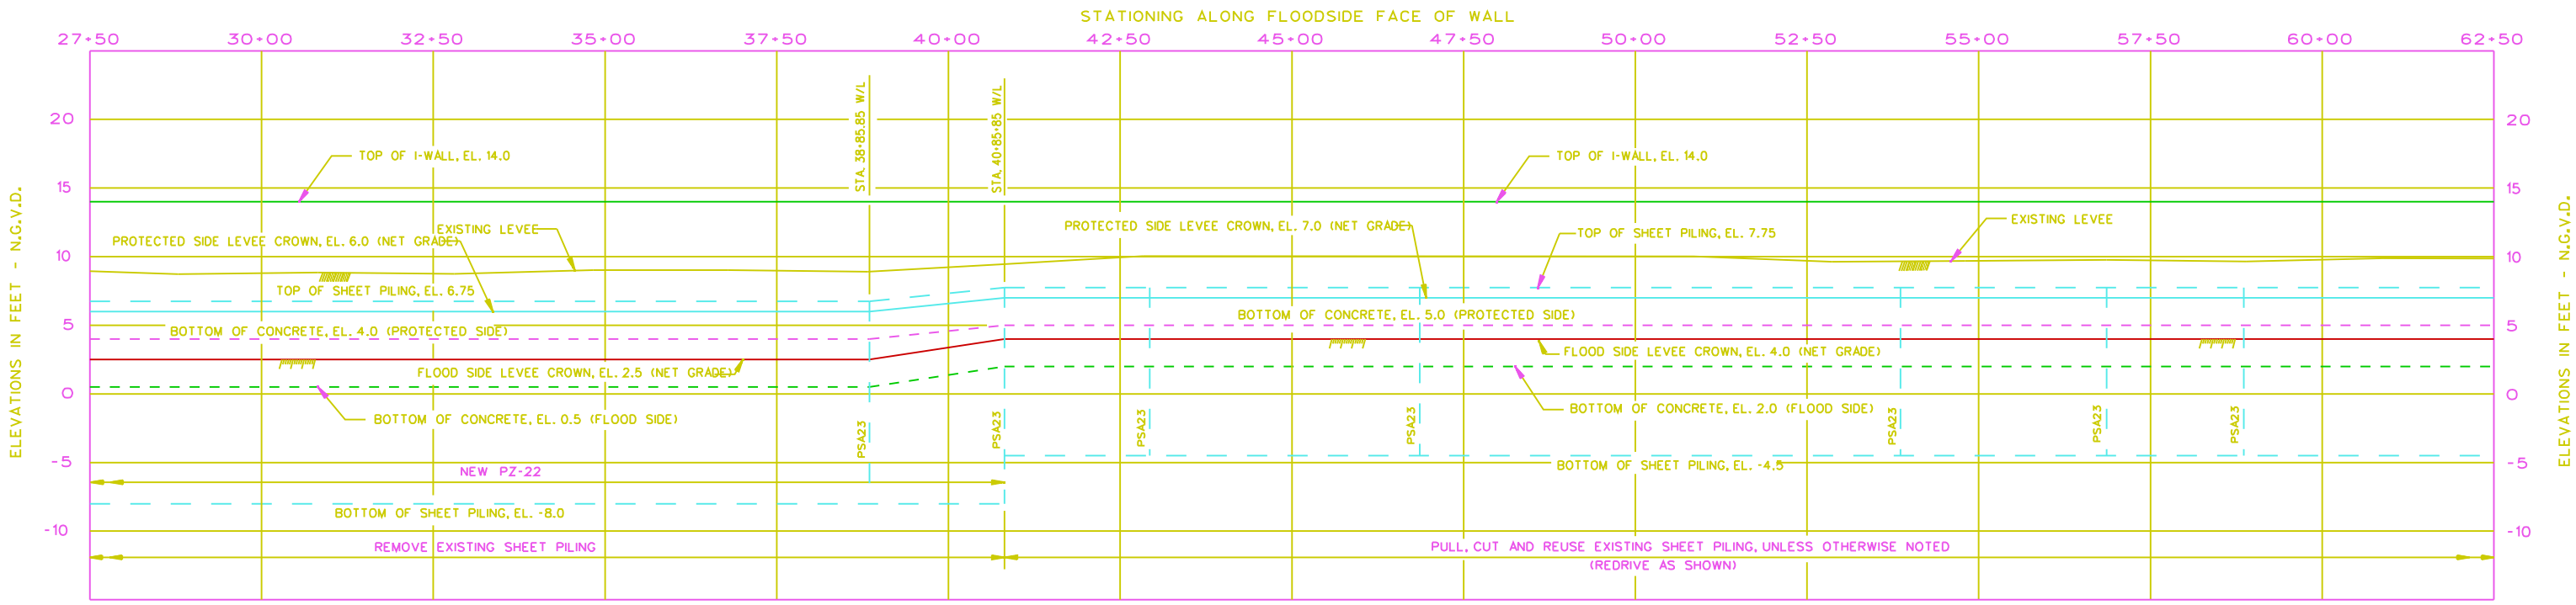 STATIONING ALONG FLOODSIDE FACE OF WALL
27+50 30+00 32+50 35+00 37+50 40+00 42+50 45+00 47+50 50+00 52+50 55+00 57+50 60+00 62+50
ELEVATIONS IN FEET - N.G.V.D.
20
15
10
5
0
-5
-10
STA. 38+85.85 W/L
STA. 40+85+85 W/L
TOP OF I-WALL, EL. 14.0
TOP OF I-WALL, EL. 14.0
EXISTING LEVEE
PROTECTED SIDE LEVEE CROWN, EL. 6.0 (NET GRADE)
PROTECTED SIDE LEVEE CROWN, EL. 7.0 (NET GRADE)
TOP OF SHEET PILING, EL. 7.75
EXISTING LEVEE
TOP OF SHEET PILING, EL. 6.75
BOTTOM OF CONCRETE, EL. 4.0 (PROTECTED SIDE)
BOTTOM OF CONCRETE, EL. 5.0 (PROTECTED SIDE)
FLOOD SIDE LEVEE CROWN, EL. 2.5 (NET GRADE)
FLOOD SIDE LEVEE CROWN, EL. 4.0 (NET GRADE)
BOTTOM OF CONCRETE, EL. 0.5 (FLOOD SIDE)
BOTTOM OF CONCRETE, EL. 2.0 (FLOOD SIDE)
PSA23
PSA23
PSA23
PSA23
PSA23
PSA23
PSA23
NEW PZ-22
BOTTOM OF SHEET PILING, EL. -4.5
BOTTOM OF SHEET PILING, EL. -8.0
REMOVE EXISTING SHEET PILING
PULL, CUT AND REUSE EXISTING SHEET PILING, UNLESS OTHERWISE NOTED
(REDRIVE AS SHOWN)
20
15
10
5
0
-5
-10
ELEVATIONS IN FEET - N.G.V.D.